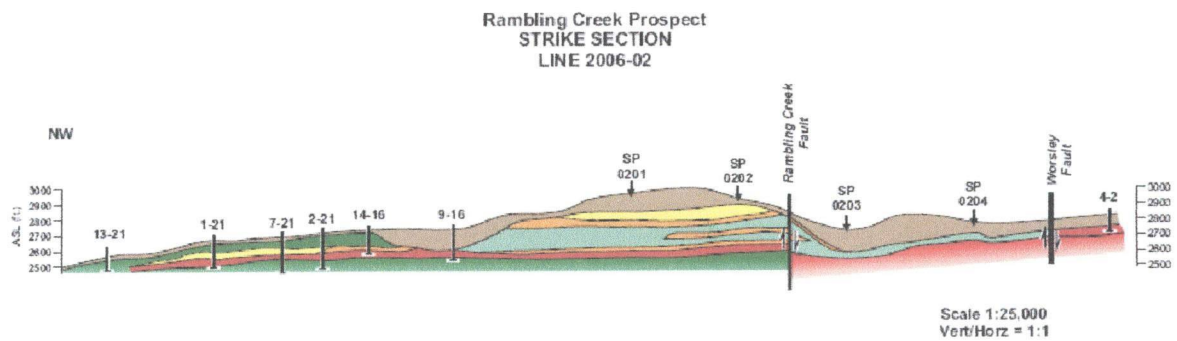 Rambling Creek Prospect
STRIKE SECTION
LINE 2006-02
NW
Rambling Creek
Fault
Worsley
Fault
SP
0201
SP
0202
SP
0203
SP
0204
4-2
13-21
1-21
7-21
2-21
14-16
9-16
ASL (ft.)
3000
2900
2800
2700
2600
2500
3000
2900
2800
2700
2600
2500
Scale 1:25,000
Vert/Horz = 1:1